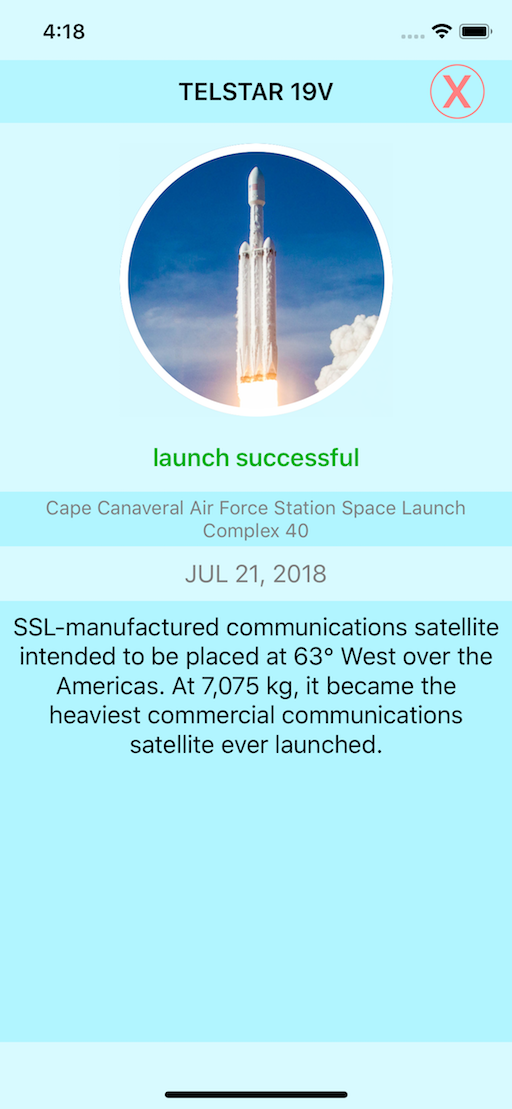 4:18
TELSTAR 19V
X
launch successful
Cape Canaveral Air Force Station Space Launch
Complex 40
JUL 21, 2018
SSL-manufactured communications satellite
intended to be placed at 63° West over the
Americas. At 7,075 kg, it became the
heaviest commercial communications
satellite ever launched.